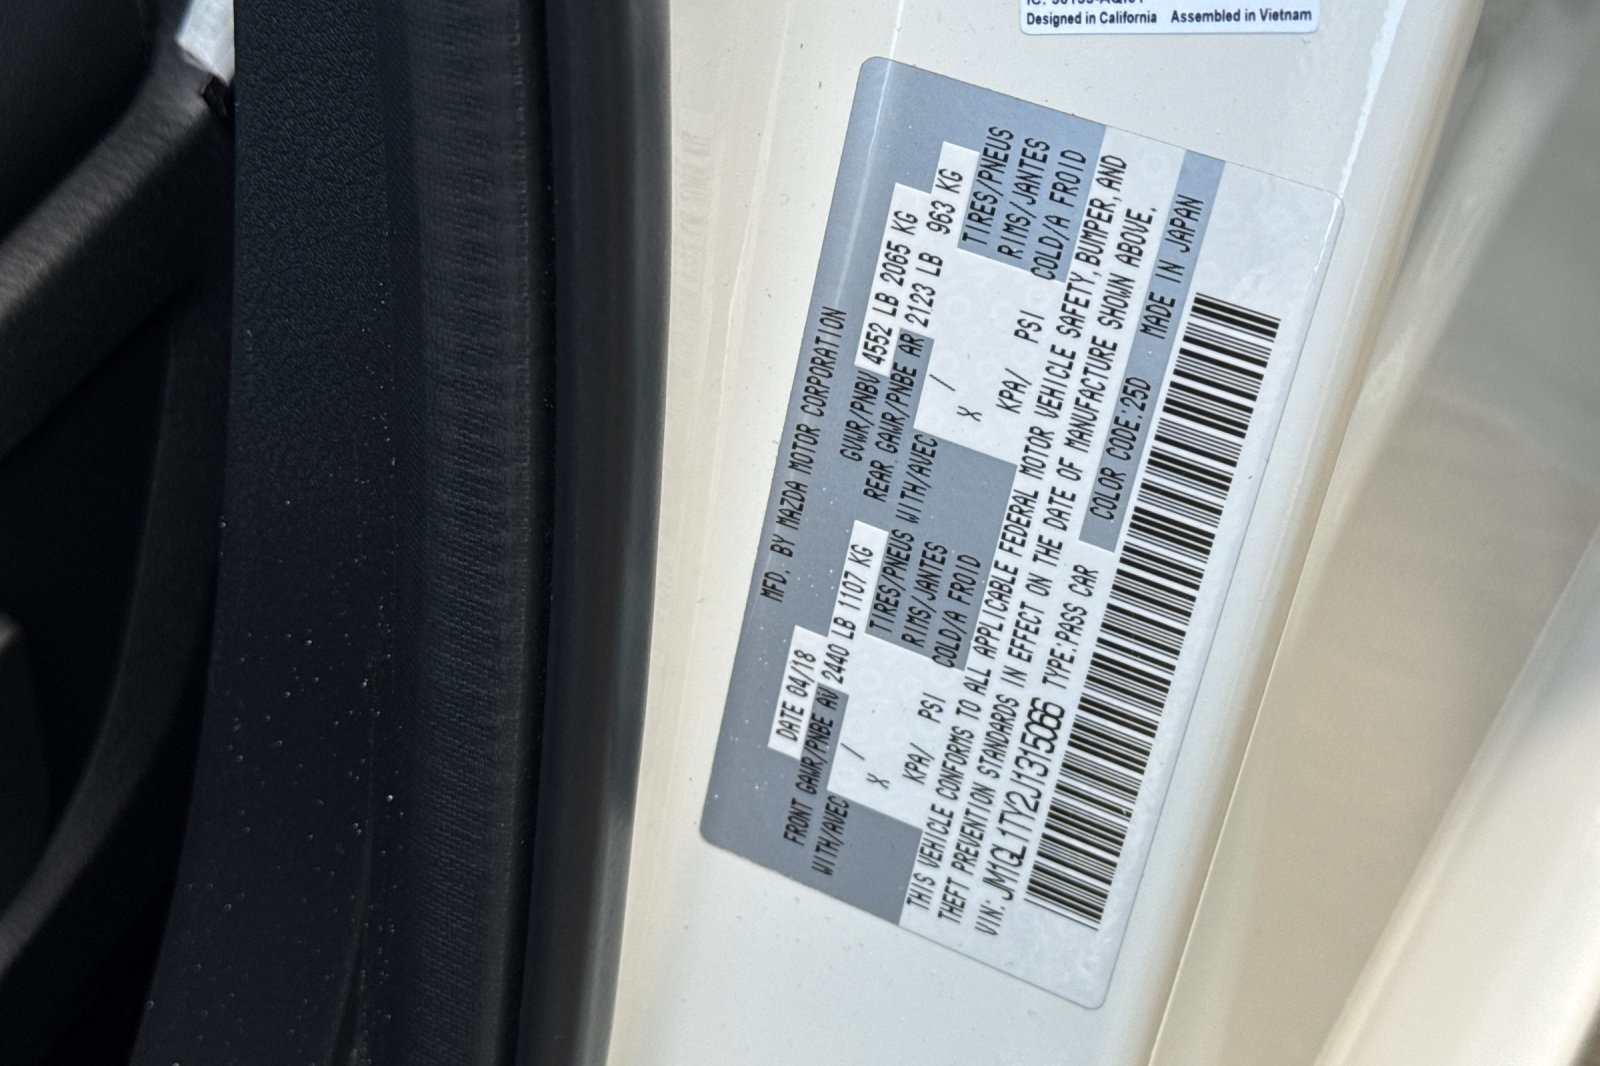 Designed in California   Assembled in Vietnam
MFD. BY MAZDA MOTOR CORPORATION
DATE 04/18   GVWR/PNBV 4552 LB 2065 KG
FRONT GAWR/PNBE AV 2440 LB 1107 KG   REAR GAWR/PNBE AR 2123 LB 963 KG
WITH/AVEC   TIRES/PNEUS WITH/AVEC   TIRES/PNEUS
X /   RIMS/JANTES   X /   RIMS/JANTES
KPA/ PSI COLD/A FROID   KPA/ PSI COLD/A FROID
THIS VEHICLE CONFORMS TO ALL APPLICABLE FEDERAL MOTOR VEHICLE SAFETY, BUMPER, AND
THEFT PREVENTION STANDARDS IN EFFECT ON THE DATE OF MANUFACTURE SHOWN ABOVE.
VIN: JM1GL1TY2J1315066 TYPE:PASS CAR COLOR CODE:25D MADE IN JAPAN